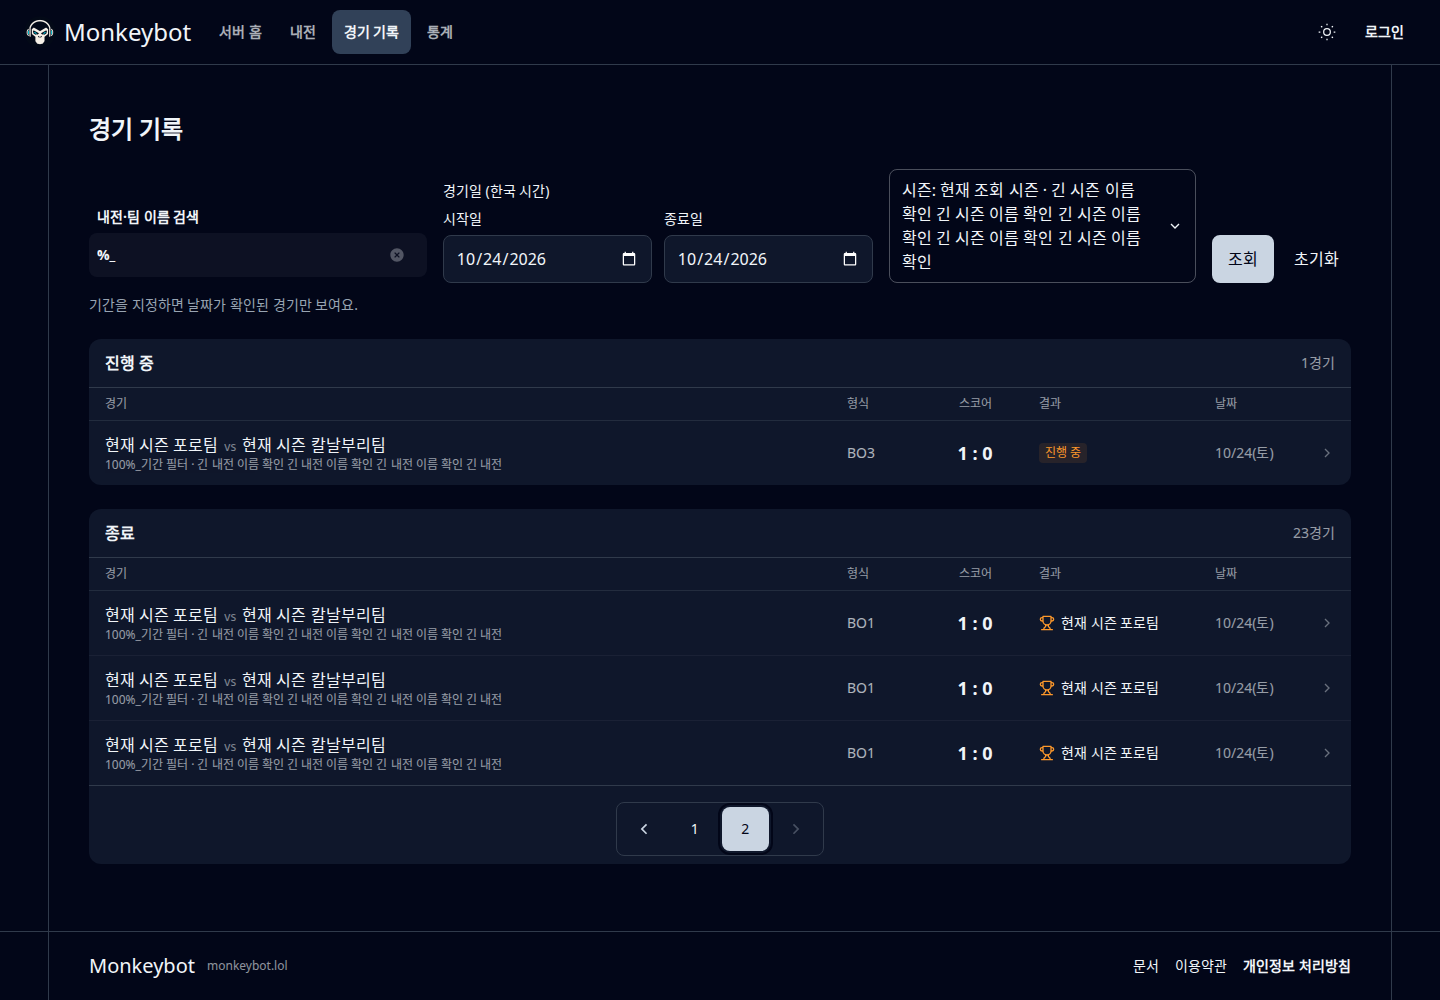 Monkeybot 서버 홈 내전 경기 기록 통계 로그인
경기 기록
내전·팀 이름 검색
%_
경기일 (한국 시간)
시작일
10/24/2026
종료일
10/24/2026
시즌: 현재 조회 시즌 · 긴 시즌 이름
확인 긴 시즌 이름 확인 긴 시즌 이름
확인 긴 시즌 이름 확인 긴 시즌 이름
확인
조회 초기화
기간을 지정하면 날짜가 확인된 경기만 보여요.
진행 중 1경기
경기 형식 스코어 결과 날짜
현재 시즌 포로팀 vs 현재 시즌 칼날부리팀
100%_기간 필터 · 긴 내전 이름 확인 긴 내전 이름 확인 긴 내전 이름 확인 긴 내전
BO3 1 : 0 진행 중 10/24(토)
종료 23경기
경기 형식 스코어 결과 날짜
현재 시즌 포로팀 vs 현재 시즌 칼날부리팀
100%_기간 필터 · 긴 내전 이름 확인 긴 내전 이름 확인 긴 내전 이름 확인 긴 내전
BO1 1 : 0 현재 시즌 포로팀 10/24(토)
현재 시즌 포로팀 vs 현재 시즌 칼날부리팀
100%_기간 필터 · 긴 내전 이름 확인 긴 내전 이름 확인 긴 내전 이름 확인 긴 내전
BO1 1 : 0 현재 시즌 포로팀 10/24(토)
현재 시즌 포로팀 vs 현재 시즌 칼날부리팀
100%_기간 필터 · 긴 내전 이름 확인 긴 내전 이름 확인 긴 내전 이름 확인 긴 내전
BO1 1 : 0 현재 시즌 포로팀 10/24(토)
1 2
Monkeybot monkeybot.lol 문서 이용약관 개인정보 처리방침